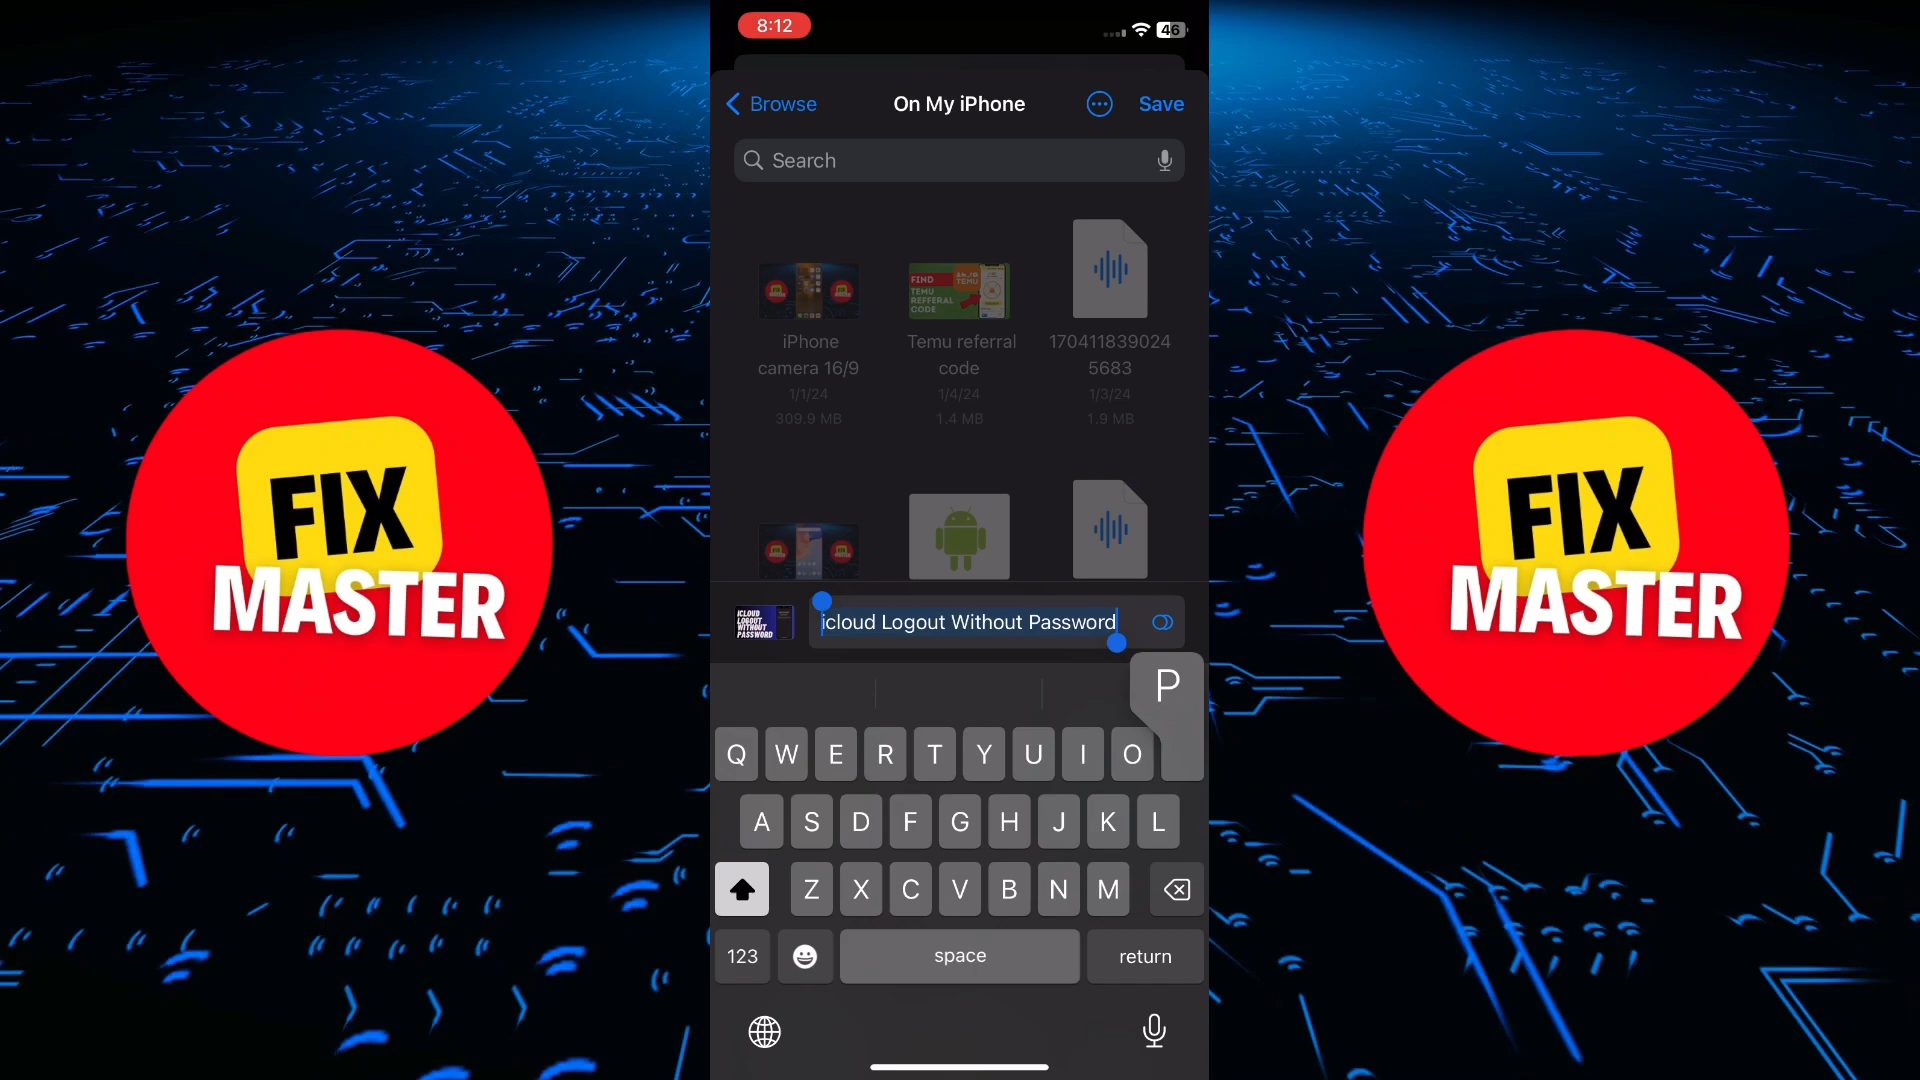 8:12
46
Browse
On My iPhone
Save
Search
FIND
TEMU
REFFERAL
CODE
TEMU
iPhone
camera 16/9
1/1/24
309.9 MB
Temu referral
code
1/4/24
1.4 MB
170411839024
5683
1/3/24
1.9 MB
FIX
MASTER
FIX
MASTER
ICLOUD
LOGOUT
WITHOUT
PASSWORD
icloud Logout Without Password
P
Q W E R T Y U I O
A S D F G H J K L
Z X C V B N M
123
space
return